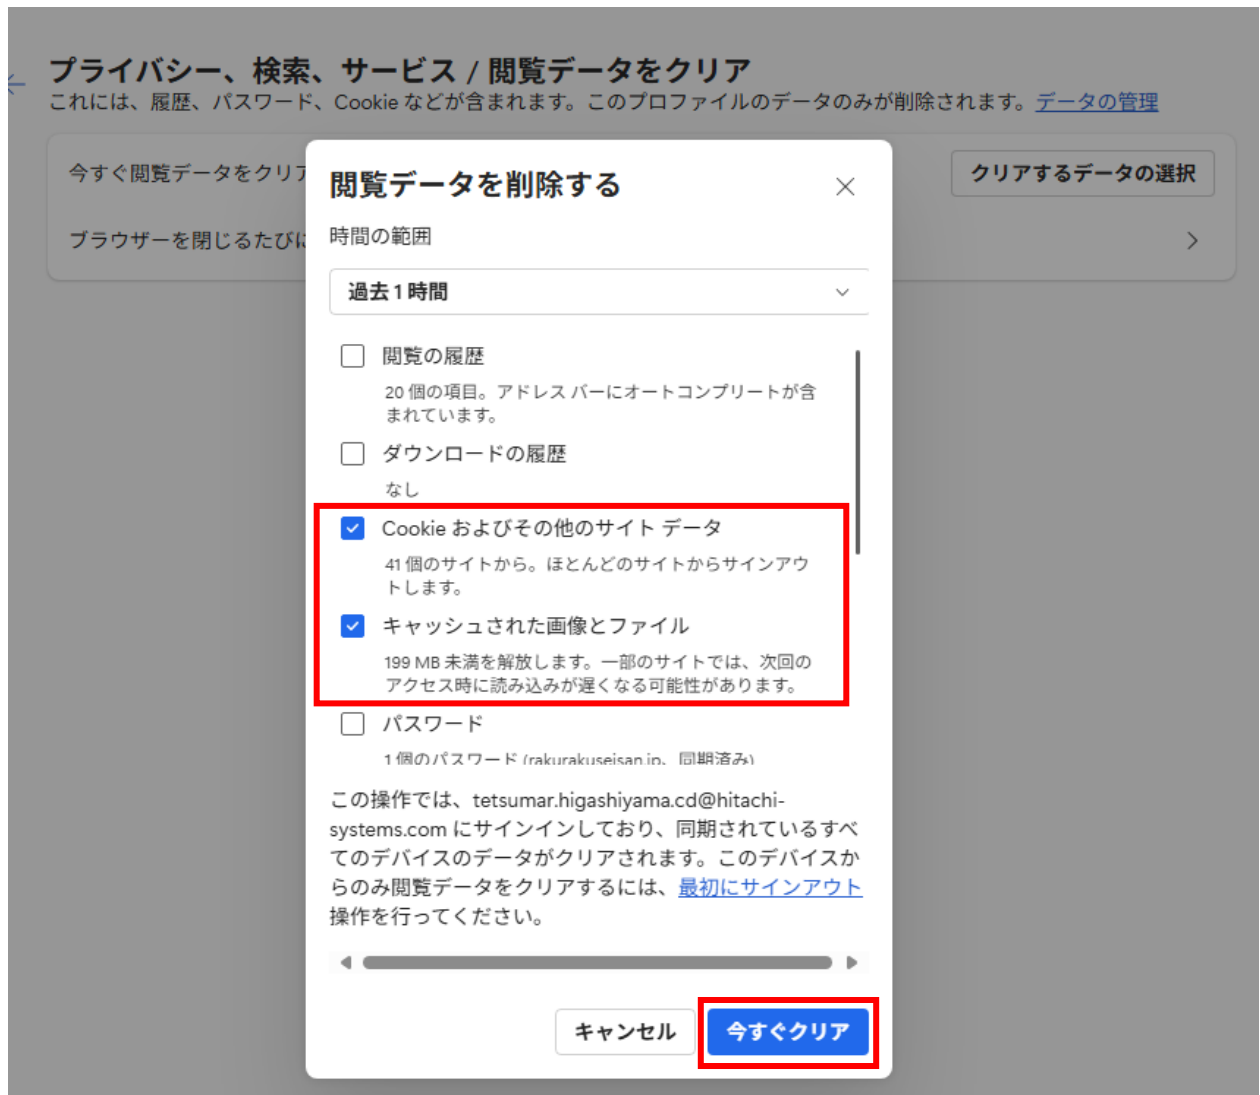 プライバシー、検索、サービス / 閲覧データをクリア
これには、履歴、パスワード、Cookie などが含まれます。このプロファイルのデータのみが削除されます。データの管理
今すぐ閲覧データをクリア
クリアするデータの選択
ブラウザーを閉じるたびに
閲覧データを削除する
時間の範囲
過去 1 時間
閲覧の履歴
20 個の項目。アドレス バーにオートコンプリートが含
まれています。
ダウンロードの履歴
なし
Cookie およびその他のサイト データ
41 個のサイトから。ほとんどのサイトからサインアウ
トします。
キャッシュされた画像とファイル
199 MB 未満を解放します。一部のサイトでは、次回の
アクセス時に読み込みが遅くなる可能性があります。
パスワード
1 個のパスワード (rakurakuseisan.jp、同期済み)
この操作では、tetsumar.higashiyama.cd@hitachi-
systems.com にサインインしており、同期されているすべ
てのデバイスのデータがクリアされます。このデバイスか
らのみ閲覧データをクリアするには、最初にサインアウト
操作を行ってください。
キャンセル
今すぐクリア